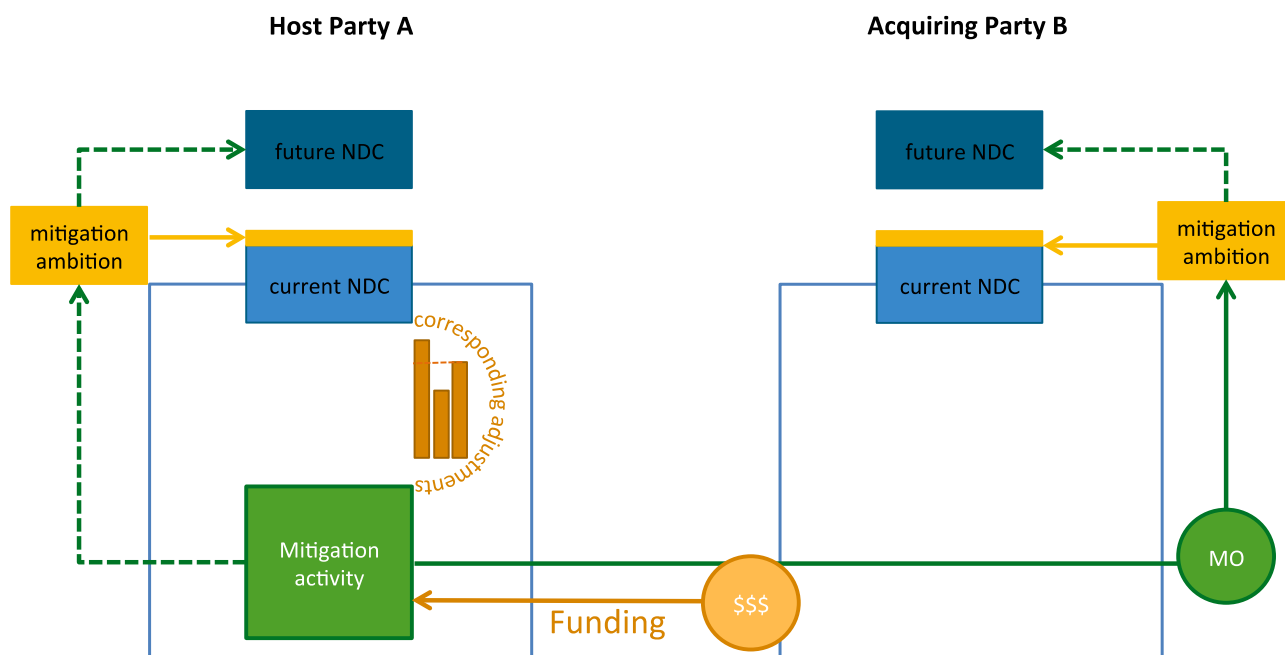 Host Party A
Acquiring Party B
future NDC
future NDC
mitigation
ambition
mitigation
ambition
current NDC
current NDC
corresponding adjustments
Mitigation
activity
MO
$$$
Funding